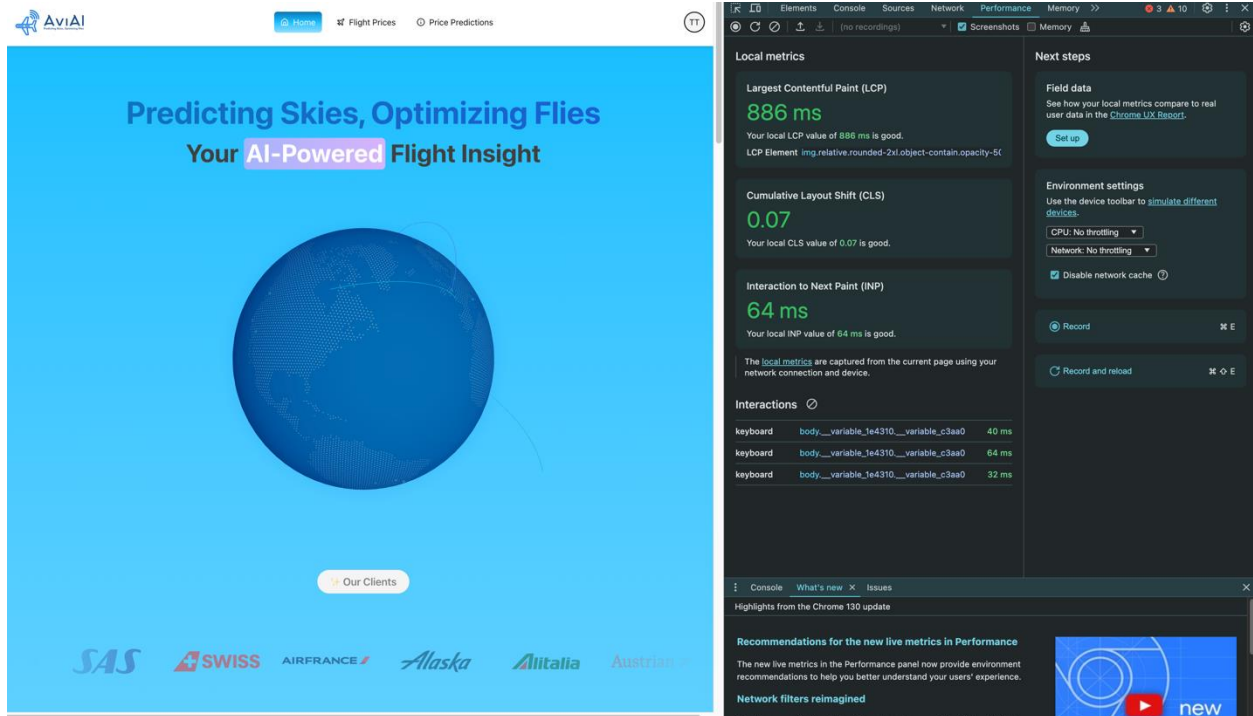 AviAI
Home
Flight Prices
Price Predictions
TT
Predicting Skies, Optimizing Flies
Your AI-Powered Flight Insight
✨ Our Clients
SAS
SWISS
AIRFRANCE
Alaska
Alitalia
Austrian
Elements Console Sources Network Performance Memory 3 10
(no recordings) Screenshots Memory
Local metrics
Largest Contentful Paint (LCP)
886 ms
Your local LCP value of 886 ms is good.
LCP Element img.relative.rounded-2xl.object-contain.opacity-50
Cumulative Layout Shift (CLS)
0.07
Your local CLS value of 0.07 is good.
Interaction to Next Paint (INP)
64 ms
Your local INP value of 64 ms is good.
The local metrics are captured from the current page using your
network connection and device.
Interactions
keyboard body.__variable_1e4310.__variable_c3aa0 40 ms
keyboard body.__variable_1e4310.__variable_c3aa0 64 ms
keyboard body.__variable_1e4310.__variable_c3aa0 32 ms
Next steps
Field data
See how your local metrics compare to real
user data in the Chrome UX Report.
Set up
Environment settings
Use the device toolbar to simulate different
devices.
CPU: No throttling
Network: No throttling
Disable network cache
Record ⌘ E
Record and reload ⌘ ⇧ E
Console What's new × Issues
Highlights from the Chrome 130 update
Recommendations for the new live metrics in Performance
The new live metrics in the Performance panel now provide environment
recommendations to help you better understand your users' experience.
Network filters reimagined
new